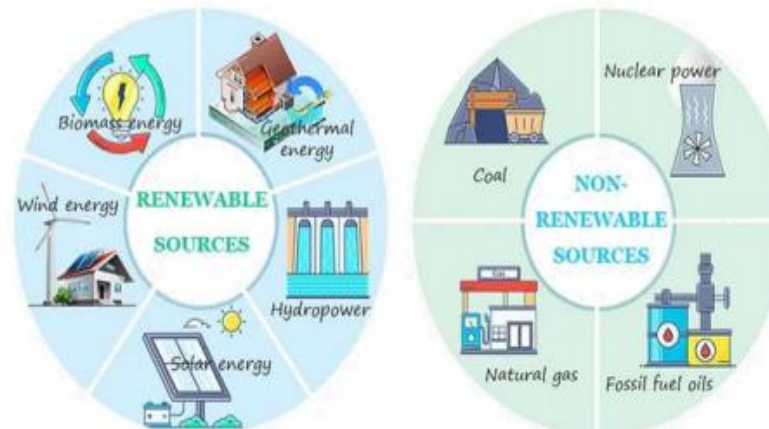 Biomass energy
Geothermal
energy
Wind energy
RENEWABLE
SOURCES
Hydropower
Solar energy
Nuclear power
Coal
NON-
RENEWABLE
SOURCES
Natural gas
Fossil fuel oils